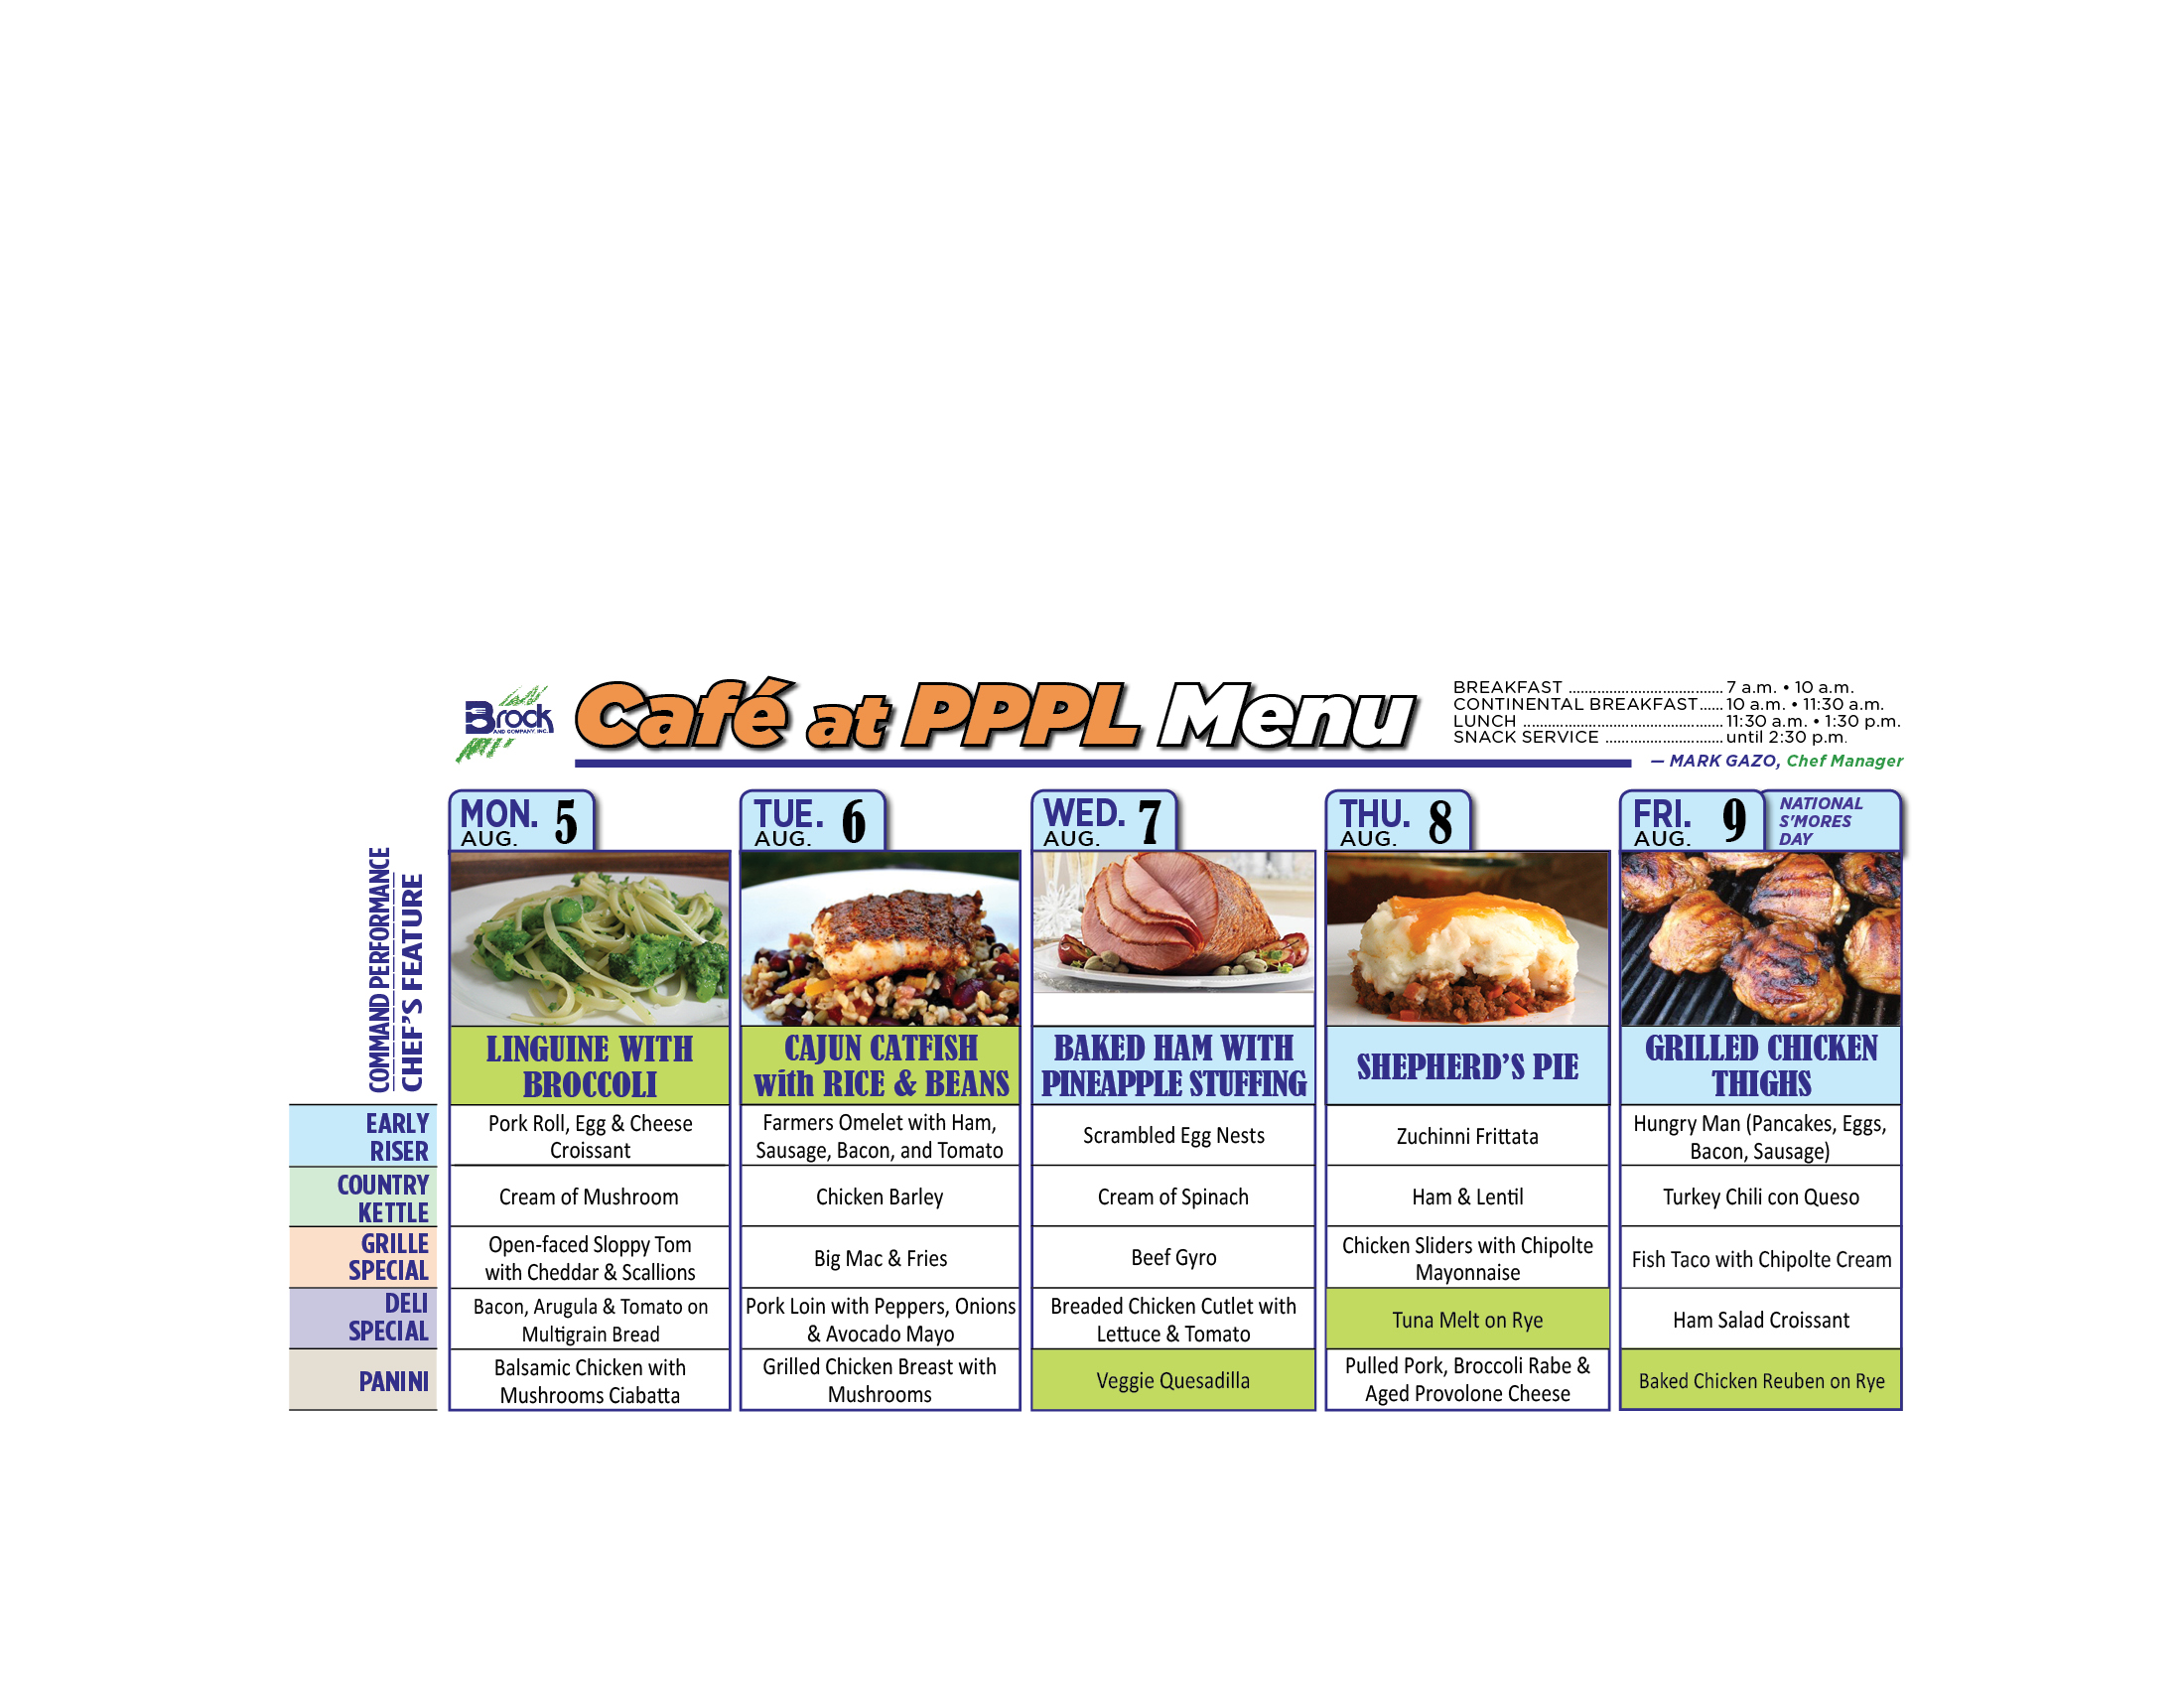 Brock
AND COMPANY, INC.
Café at PPPL Menu
BREAKFAST ...................................... 7 a.m. • 10 a.m.
CONTINENTAL BREAKFAST...... 10 a.m. • 11:30 a.m.
LUNCH ................................................. 11:30 a.m. • 1:30 p.m.
SNACK SERVICE ............................. until 2:30 p.m.
— MARK GAZO, Chef Manager
COMMAND PERFORMANCE
CHEF'S FEATURE
MON. 5
AUG.
TUE. 6
AUG.
WED. 7
AUG.
THU. 8
AUG.
FRI. 9
AUG.
NATIONAL
S'MORES
DAY
LINGUINE WITH
BROCCOLI
CAJUN CATFISH
with RICE & BEANS
BAKED HAM WITH
PINEAPPLE STUFFING
SHEPHERD'S PIE
GRILLED CHICKEN
THIGHS
EARLY
RISER
Pork Roll, Egg & Cheese
Croissant
Farmers Omelet with Ham,
Sausage, Bacon, and Tomato
Scrambled Egg Nests
Zuchinni Frittata
Hungry Man (Pancakes, Eggs,
Bacon, Sausage)
COUNTRY
KETTLE
Cream of Mushroom
Chicken Barley
Cream of Spinach
Ham & Lentil
Turkey Chili con Queso
GRILLE
SPECIAL
Open-faced Sloppy Tom
with Cheddar & Scallions
Big Mac & Fries
Beef Gyro
Chicken Sliders with Chipolte
Mayonnaise
Fish Taco with Chipolte Cream
DELI
SPECIAL
Bacon, Arugula & Tomato on
Multigrain Bread
Pork Loin with Peppers, Onions
& Avocado Mayo
Breaded Chicken Cutlet with
Lettuce & Tomato
Tuna Melt on Rye
Ham Salad Croissant
PANINI
Balsamic Chicken with
Mushrooms Ciabatta
Grilled Chicken Breast with
Mushrooms
Veggie Quesadilla
Pulled Pork, Broccoli Rabe &
Aged Provolone Cheese
Baked Chicken Reuben on Rye